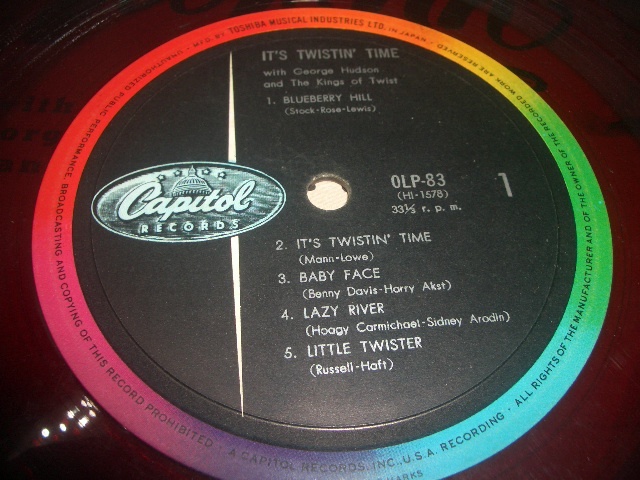 MFD. BY TOSHIBA MUSICAL INDUSTRIES LTD. IN JAPAN.
UNAUTHORIZED PUBLIC PERFORMANCE, BROADCASTING AND COPYING OF THIS RECORD PROHIBITED · A CAPITOL RECORDS, INC., U.S.A. RECORDING · ALL RIGHTS OF THE MANUFACTURER AND OF THE OWNER OF THE RECORDED WORK ARE RESERVED ·
IT'S TWISTIN' TIME
with George Hudson
and The Kings of Twist
1. BLUEBERRY HILL
(Stock-Rose-Lewis)
Capitol
RECORDS
OLP-83
(HI-1578)
33⅓ r. p. m.
1
2. IT'S TWISTIN' TIME
(Mann-Lowe)
3. BABY FACE
(Benny Davis-Harry Akst)
4. LAZY RIVER
(Hoagy Carmichael-Sidney Arodin)
5. LITTLE TWISTER
(Russell-Haft)